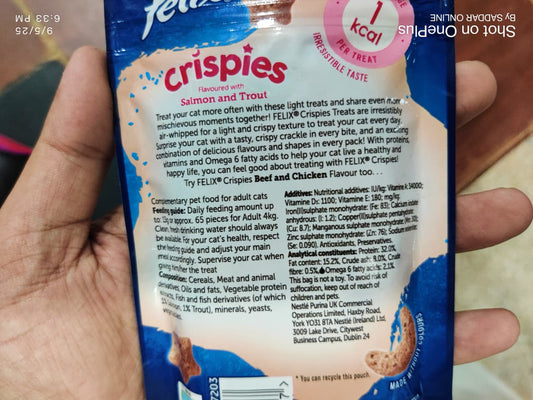 Felix
1
kcal
PER TREAT
IRRESISTIBLE TASTE
crispies
Flavoured with
Salmon and Trout
Treat your cat more often with these light treats and share even more
mischievous moments together! FELIX® Crispies Treats are irresistibly
air-whipped for a light and crispy texture to treat your cat every day.
Surprise your cat with a tasty, crispy crackle in every bite, and an exciting
combination of delicious flavours and shapes in every pack! With proteins,
vitamins and Omega 6 fatty acids to help your cat live a healthy and
happy life, you can feel good about treating with FELIX® Crispies!
Try FELIX® Crispies Beef and Chicken Flavour too...
Complementary pet food for adult cats
Feeding guide: Daily feeding amount up
to: 13g or approx. 65 pieces for Adult 4kg.
Clean, fresh drinking water should always
be available. For your cat's health, respect
the feeding guide and adjust your main
meal accordingly. Supervise your cat when
giving him/her the treat
Composition: Cereals, Meat and animal
derivatives, Oils and fats, Vegetable protein
extracts, Fish and fish derivatives (of which
Salmon, 1% Trout), minerals, yeasts,
vegetables.
Additives: Nutritional additives: IU/kg: Vitamin A: 34000;
Vitamin D3: 1100; Vitamin E: 180; mg/kg:
Iron(II)sulphate monohydrate: (Fe: 83); Calcium iodate
anhydrous: (I: 1.2); Copper(II)sulphate pentahydrate:
(Cu: 8.7); Manganous sulphate monohydrate: (Mn: 38);
Zinc sulphate monohydrate: (Zn: 76); Sodium selenite:
(Se: 0.090). Antioxidants. Preservatives.
Analytical constituents: Protein: 32.0%,
Fat content: 15.2%, Crude ash: 9.0%, Crude
fibre: 0.5%, Omega 6 fatty acids: 2.1%.
This bag is not a toy. To avoid risk of
suffocation, keep out of reach of
children and pets.
Nestlé Purina UK Commercial
Operations Limited, Haxby Road,
York YO31 8TA Nestlé (Ireland) Ltd,
3009 Lake Drive, Citywest
Business Campus, Dublin 24
MADE WITHOUT
COLOURS
* You can recycle this pouch.
7203
7>
Shot on OnePlus
By SADDAR ONLINE
9/5/25 6:33 PM